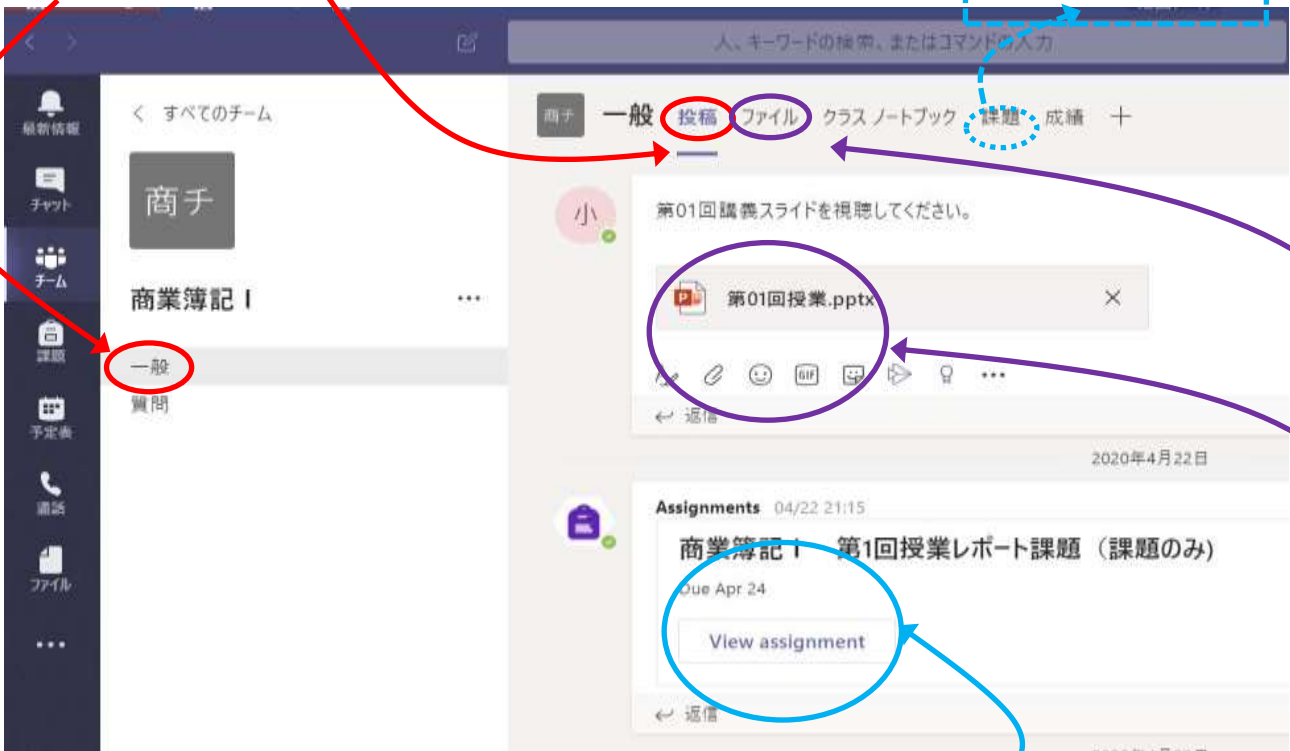 人、キーワードの検索、またはコマンドの入力
最新情報
チャット
チーム
課題
予定表
通話
ファイル
•••
く すべてのチーム
商チ
商業簿記 I •••
一般
質問
商チ 一般 投稿 ファイル クラス ノートブック 課題 成績 +
小
第01回講義スライドを視聴してください。
第01回授業.pptx
GIF
•••
返信
2020年4月22日
Assignments 04/22 21:15
商業簿記 I 第1回授業レポート課題（課題のみ)
Due Apr 24
View assignment
返信